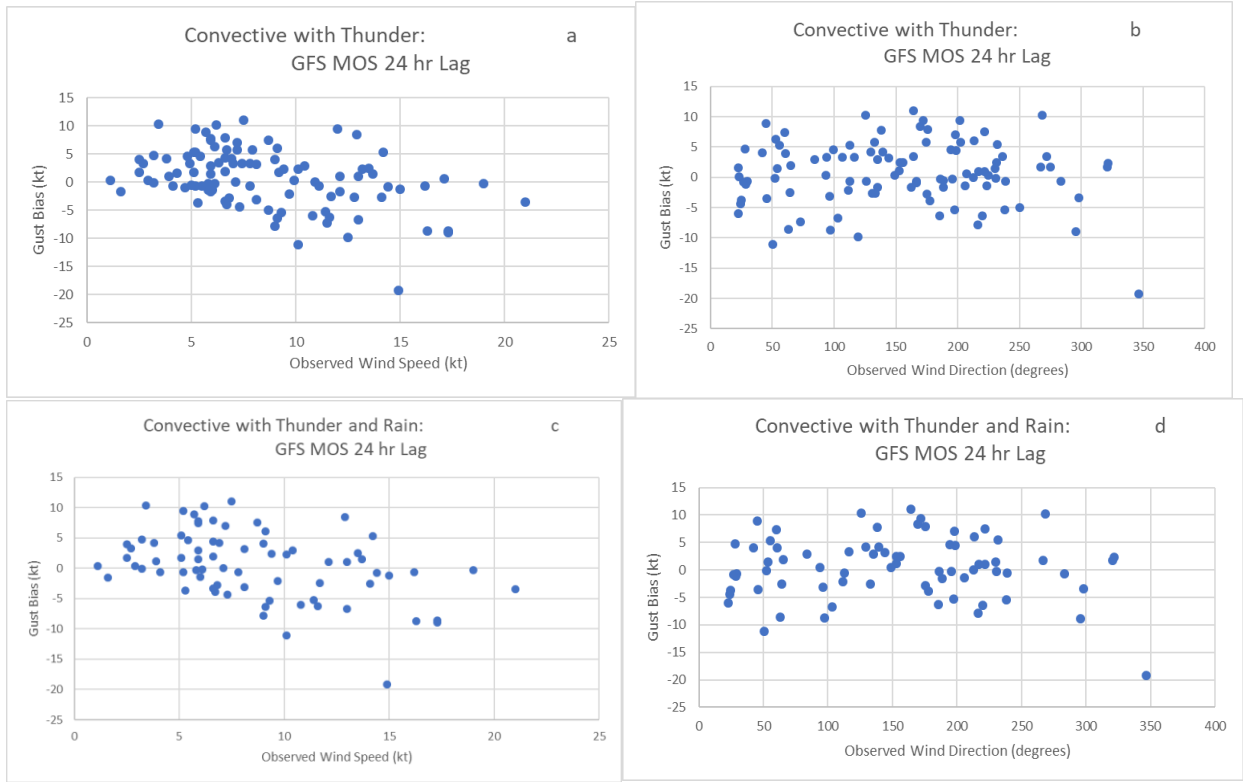 Convective with Thunder: a
GFS MOS 24 hr Lag
15
10
5
0
-5
-10
-15
-20
-25
Gust Bias (kt)
0 5 10 15 20 25
Observed Wind Speed (kt)
Convective with Thunder: b
GFS MOS 24 hr Lag
15
10
5
0
-5
-10
-15
-20
-25
Gust Bias (kt)
0 50 100 150 200 250 300 350 400
Observed Wind Direction (degrees)
Convective with Thunder and Rain: c
GFS MOS 24 hr Lag
15
10
5
0
-5
-10
-15
-20
-25
Gust Bias (kt)
0 5 10 15 20 25
Observed Wind Speed (kt)
Convective with Thunder and Rain: d
GFS MOS 24 hr Lag
15
10
5
0
-5
-10
-15
-20
-25
Gust Bias (kt)
0 50 100 150 200 250 300 350 400
Observed Wind Direction (degrees)